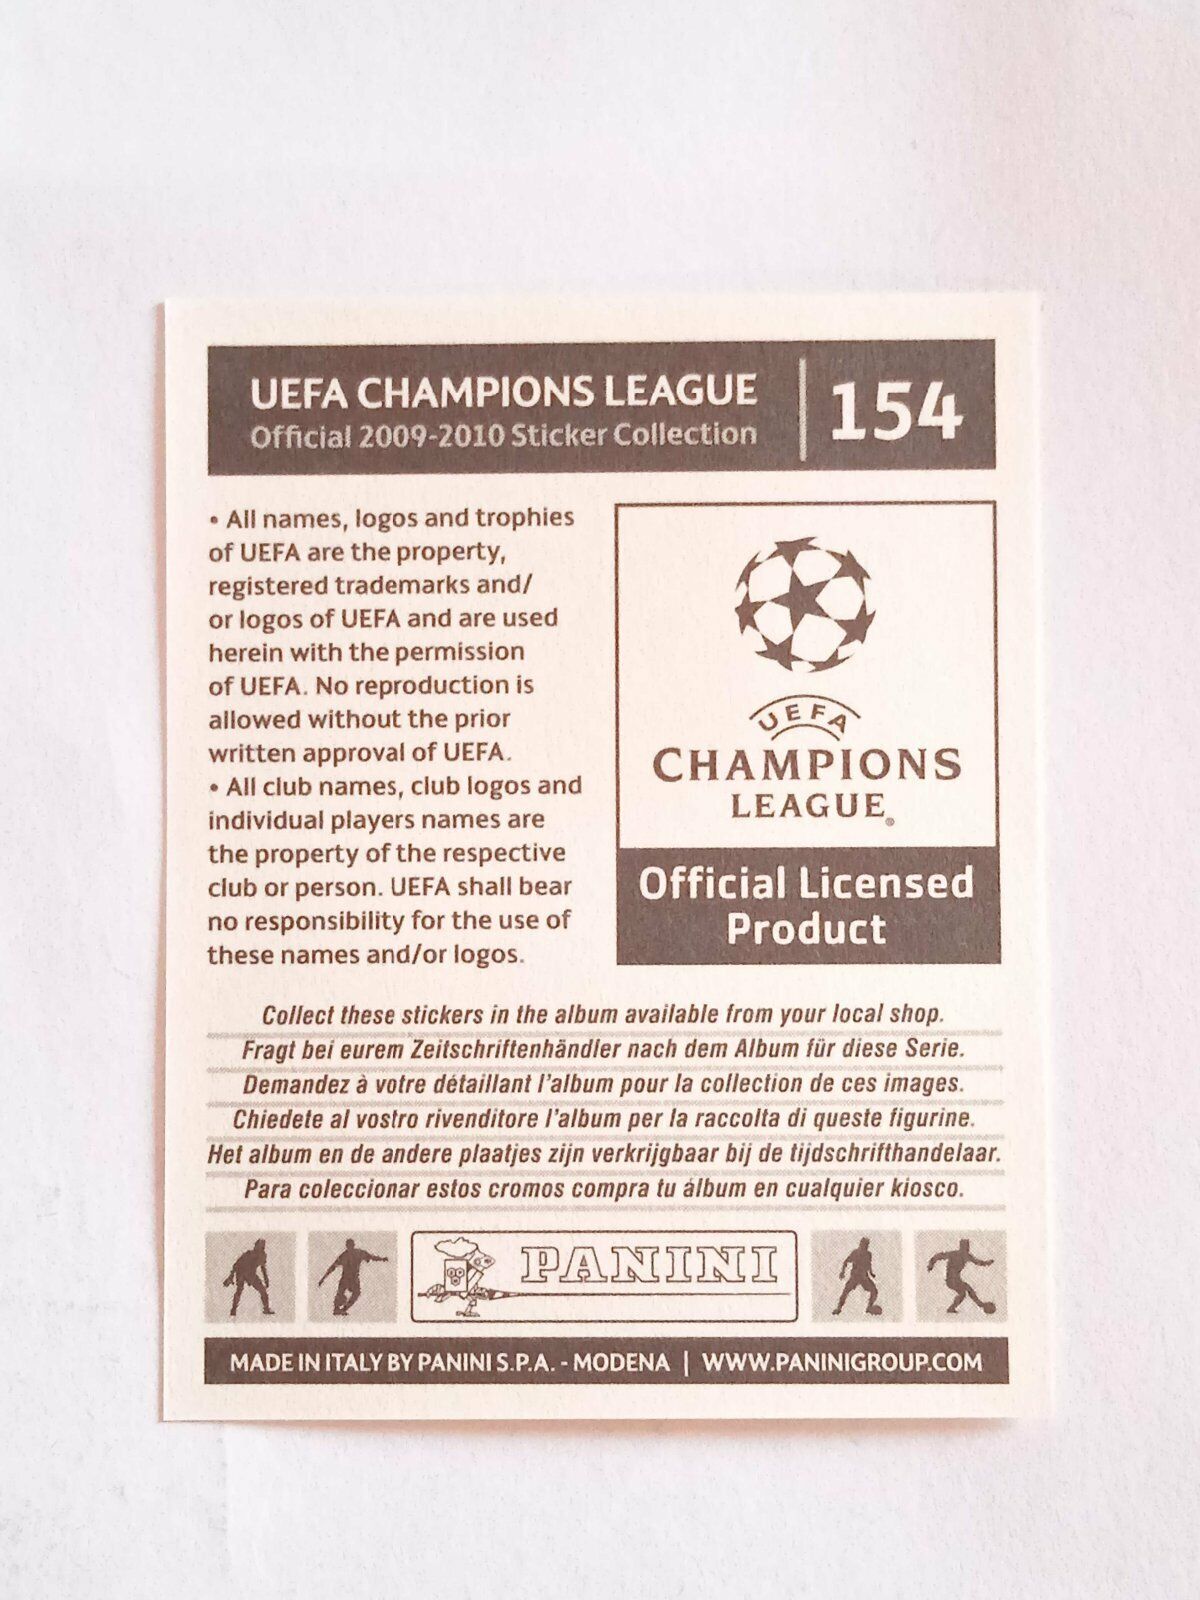 UEFA CHAMPIONS LEAGUE
Official 2009-2010 Sticker Collection
154
• All names, logos and trophies
of UEFA are the property,
registered trademarks and/
or logos of UEFA and are used
herein with the permission
of UEFA. No reproduction is
allowed without the prior
written approval of UEFA.
• All club names, club logos and
individual players names are
the property of the respective
club or person. UEFA shall bear
no responsibility for the use of
these names and/or logos.
UEFA
CHAMPIONS
LEAGUE®
Official Licensed
Product
Collect these stickers in the album available from your local shop.
Fragt bei eurem Zeitschriftenhändler nach dem Album für diese Serie.
Demandez à votre détaillant l'album pour la collection de ces images.
Chiedete al vostro rivenditore l'album per la raccolta di queste figurine.
Het album en de andere plaatjes zijn verkrijgbaar bij de tijdschrifthandelaar.
Para coleccionar estos cromos compra tu álbum en cualquier kiosco.
PANINI
MADE IN ITALY BY PANINI S.P.A. - MODENA | WWW.PANINIGROUP.COM